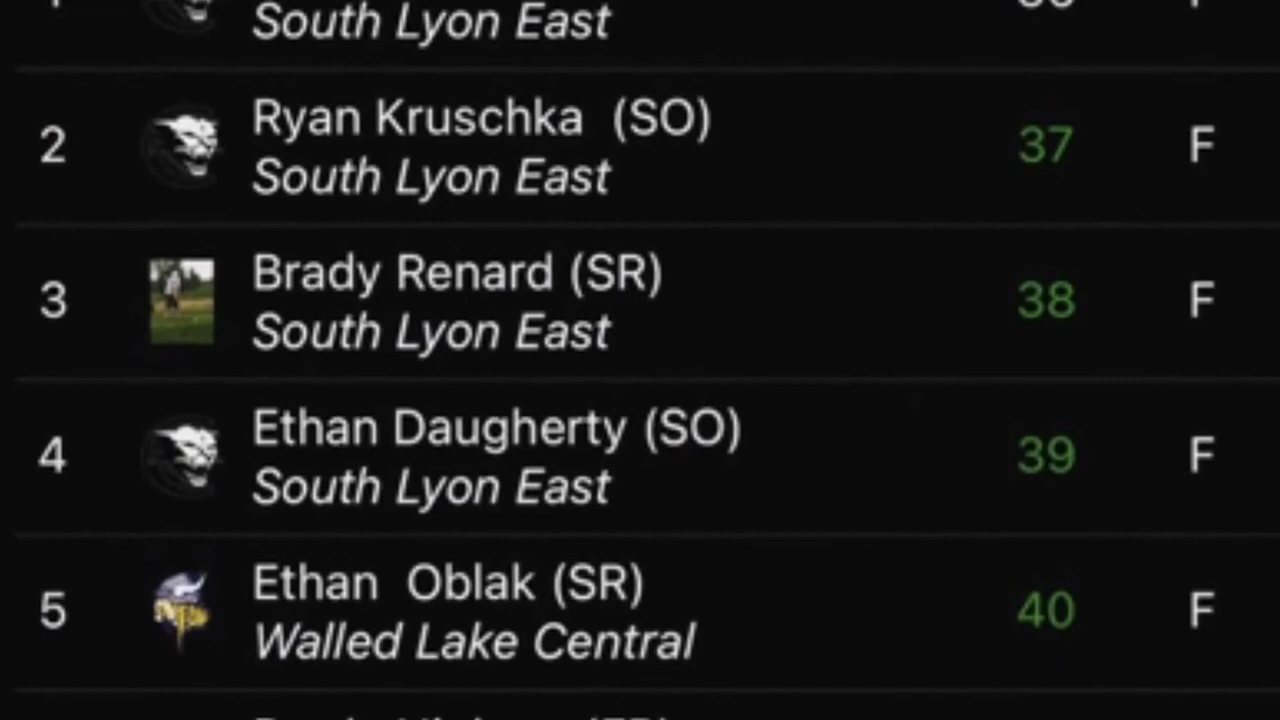 South Lyon East
2
Ryan Kruschka (SO)
South Lyon East
37 F
3
Brady Renard (SR)
South Lyon East
38 F
4
Ethan Daugherty (SO)
South Lyon East
39 F
5
Ethan Oblak (SR)
Walled Lake Central
40 F